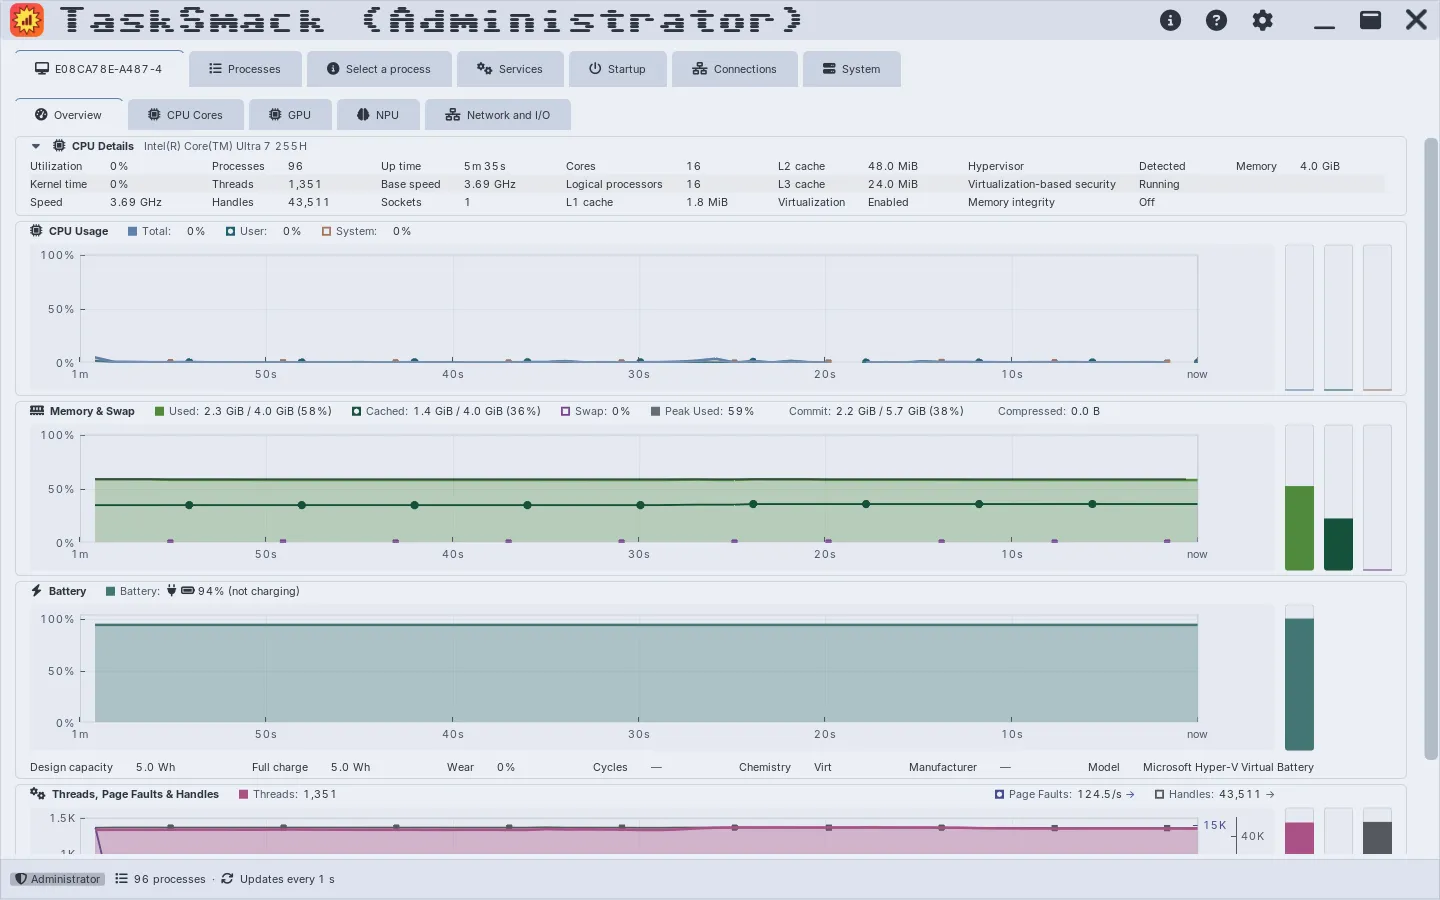 TaskSmack (Administrator)
E08CA78E-A487-4 Processes Select a process Services Startup Connections System
Overview CPU Cores GPU NPU Network and I/O
CPU Details Intel(R) Core(TM) Ultra 7 255H
Utilization 0% Processes 96 Up time 5m 35s Cores 16 L2 cache 48.0 MiB Hypervisor Detected Memory 4.0 GiB
Kernel time 0% Threads 1,351 Base speed 3.69 GHz Logical processors 16 L3 cache 24.0 MiB Virtualization-based security Running
Speed 3.69 GHz Handles 43,511 Sockets 1 L1 cache 1.8 MiB Virtualization Enabled Memory integrity Off
CPU Usage Total: 0% User: 0% System: 0%
100%
50%
0%
1m 50s 40s 30s 20s 10s now
Memory & Swap Used: 2.3 GiB / 4.0 GiB (58%) Cached: 1.4 GiB / 4.0 GiB (36%) Swap: 0% Peak Used: 59% Commit: 2.2 GiB / 5.7 GiB (38%) Compressed: 0.0 B
100%
50%
0%
1m 50s 40s 30s 20s 10s now
Battery Battery: 94% (not charging)
100%
50%
0%
1m 50s 40s 30s 20s 10s now
Design capacity 5.0 Wh Full charge 5.0 Wh Wear 0% Cycles — Chemistry Virt Manufacturer — Model Microsoft Hyper-V Virtual Battery
Threads, Page Faults & Handles Threads: 1,351 Page Faults: 124.5/s → Handles: 43,511 →
1.5K 15K
40K
1K
Administrator 96 processes · Updates every 1 s